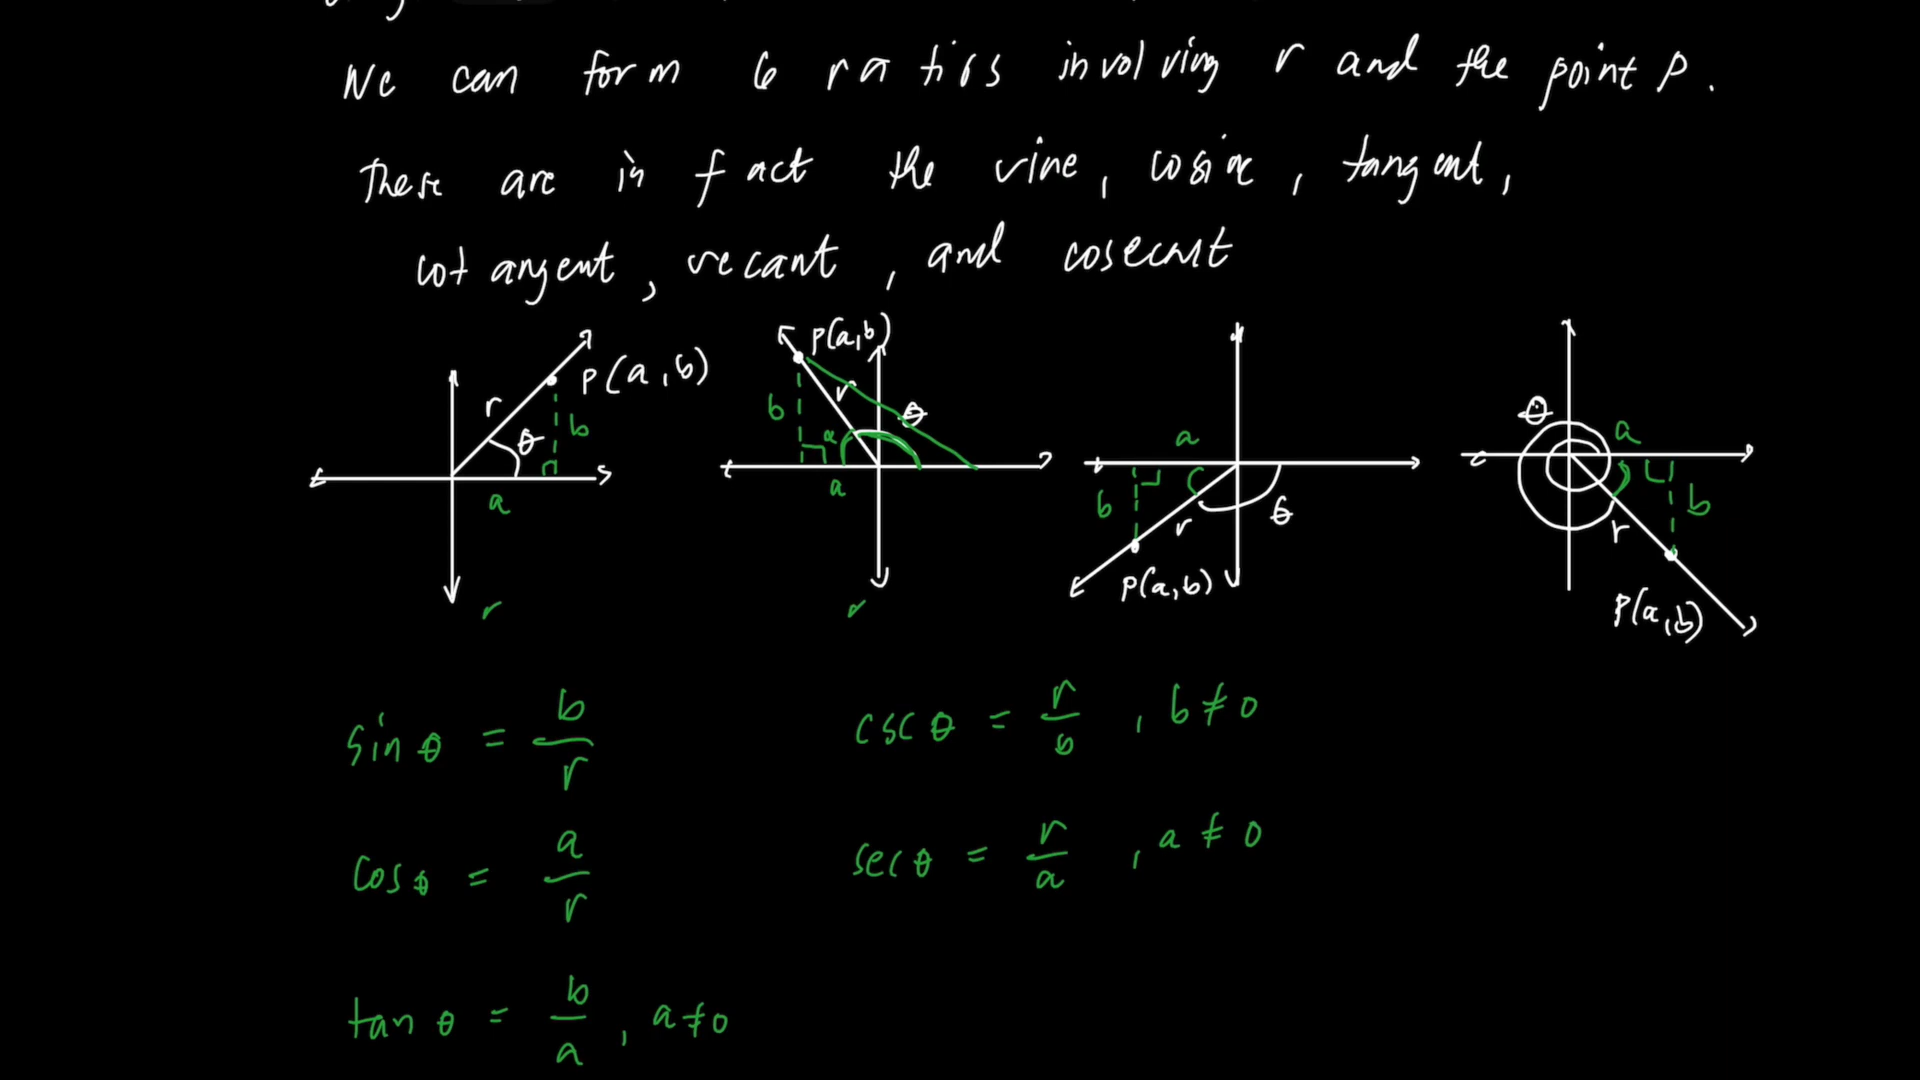 We can form 6 ratios involving r and the point P.
These are in fact the sine, cosine, tangent,
cotangent, secant, and cosecant
P(a,b)
r
θ
b
a
P(a,b)
r
θ
b
α
a
a
b
r
θ
P(a,b)
θ
a
b
r
P(a,b)
r
r
sin θ = b/r
csc θ = r/b , b ≠ 0
cos θ = a/r
sec θ = r/a , a ≠ 0
tan θ = b/a , a ≠ 0